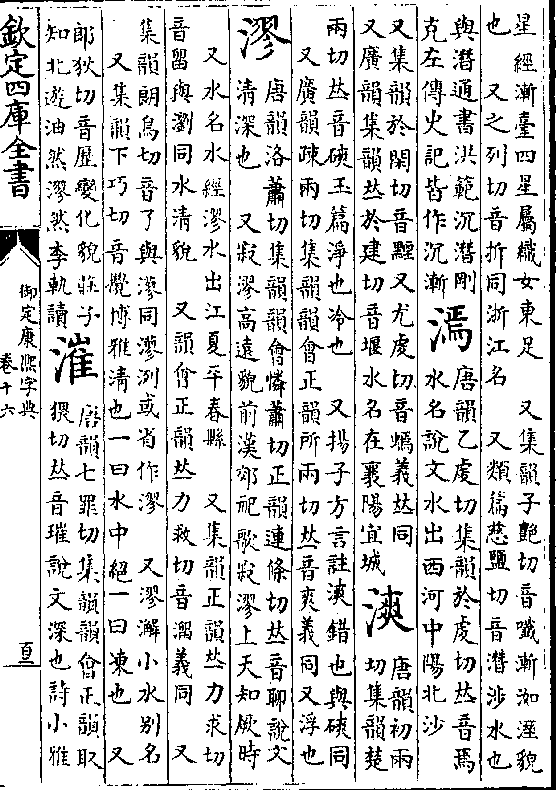 星經漸臺四星屬織女東足　又集韻子艷切音殲漸洳溼貌
也　又之列切音折同浙江名　又類篇慈鹽切音潛涉水也
與潛通書洪範沉潛剛
克左傳史記皆作沉漸
漹
唐韻乙虔切集韻於虔切𠀤音焉
水名說文水出西河中陽北沙
又集韻於閑切音黫又尤虔切音㶊義𠀤同
又廣韻集韻𠀤於建切音堰水名在襄陽宜城
漺
唐韻初兩
切集韻楚
兩切𠀤音磢玉篇淨也冷也　又揚子方言註漺錯也與磢同
又廣韻疎兩切集韻韻會正韻所兩切𠀤音爽義同又浮也
漻
唐韻洛蕭切集韻韻會憐蕭切正韻連條切𠀤音聊說文
清深也　又寂漻高遠貌前漢郊祀歌寂漻上天知厥時
又水名水經漻水出江夏平春縣　又集韻正韻𠀤力求切
音留與瀏同水清貌　又韻會正韻𠀤力救切音溜義同　又
集韻朗鳥切音了與㵳同漻洌或省作漻　又漻澥小水別名
又集韻下巧切音攪博雅清也一曰水中絕一曰凍也　又
郎狄切音歷變化貌莊子
知北遊油然漻然李軌讀
漼
唐韻七罪切集韻韻會正韻取
猥切𠀤音璀說文深也詩小雅
欽定四庫全書
御定康熙字典
卷十六